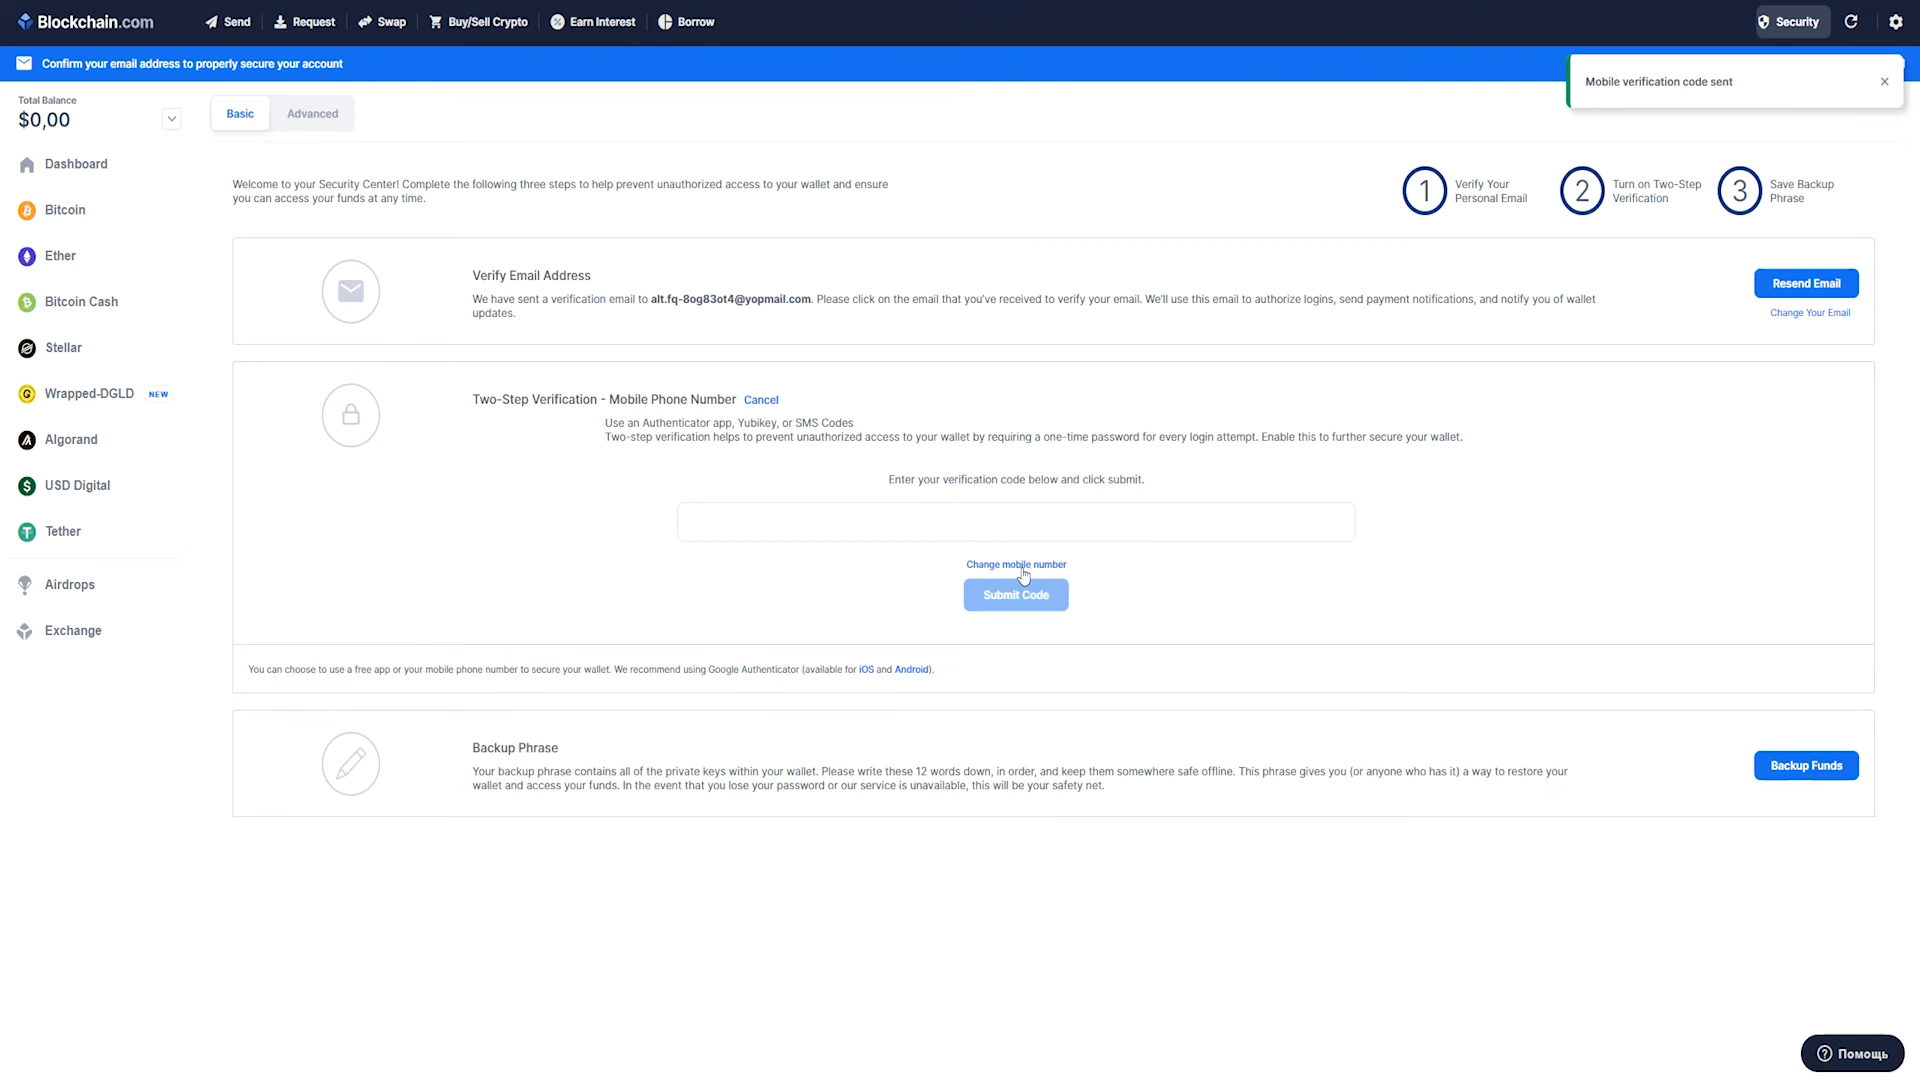 Blockchain.com
Send
Request
Swap
Buy/Sell Crypto
Earn Interest
Borrow
Security
Confirm your email address to properly secure your account
Mobile verification code sent
Total Balance
$0,00
Basic
Advanced
Dashboard
Bitcoin
Ether
Bitcoin Cash
Stellar
Wrapped-DGLD NEW
Algorand
USD Digital
Tether
Airdrops
Exchange
Welcome to your Security Center! Complete the following three steps to help prevent unauthorized access to your wallet and ensure
you can access your funds at any time.
1
Verify Your
Personal Email
2
Turn on Two-Step
Verification
3
Save Backup
Phrase
Verify Email Address
We have sent a verification email to alt.fq-8og83ot4@yopmail.com. Please click on the email that you've received to verify your email. We'll use this email to authorize logins, send payment notifications, and notify you of wallet
updates.
Resend Email
Change Your Email
Two-Step Verification - Mobile Phone Number Cancel
Use an Authenticator app, Yubikey, or SMS Codes
Two-step verification helps to prevent unauthorized access to your wallet by requiring a one-time password for every login attempt. Enable this to further secure your wallet.
Enter your verification code below and click submit.
Change mobile number
Submit Code
You can choose to use a free app or your mobile phone number to secure your wallet. We recommend using Google Authenticator (available for iOS and Android).
Backup Phrase
Your backup phrase contains all of the private keys within your wallet. Please write these 12 words down, in order, and keep them somewhere safe offline. This phrase gives you (or anyone who has it) a way to restore your
wallet and access your funds. In the event that you lose your password or our service is unavailable, this will be your safety net.
Backup Funds
Помощь